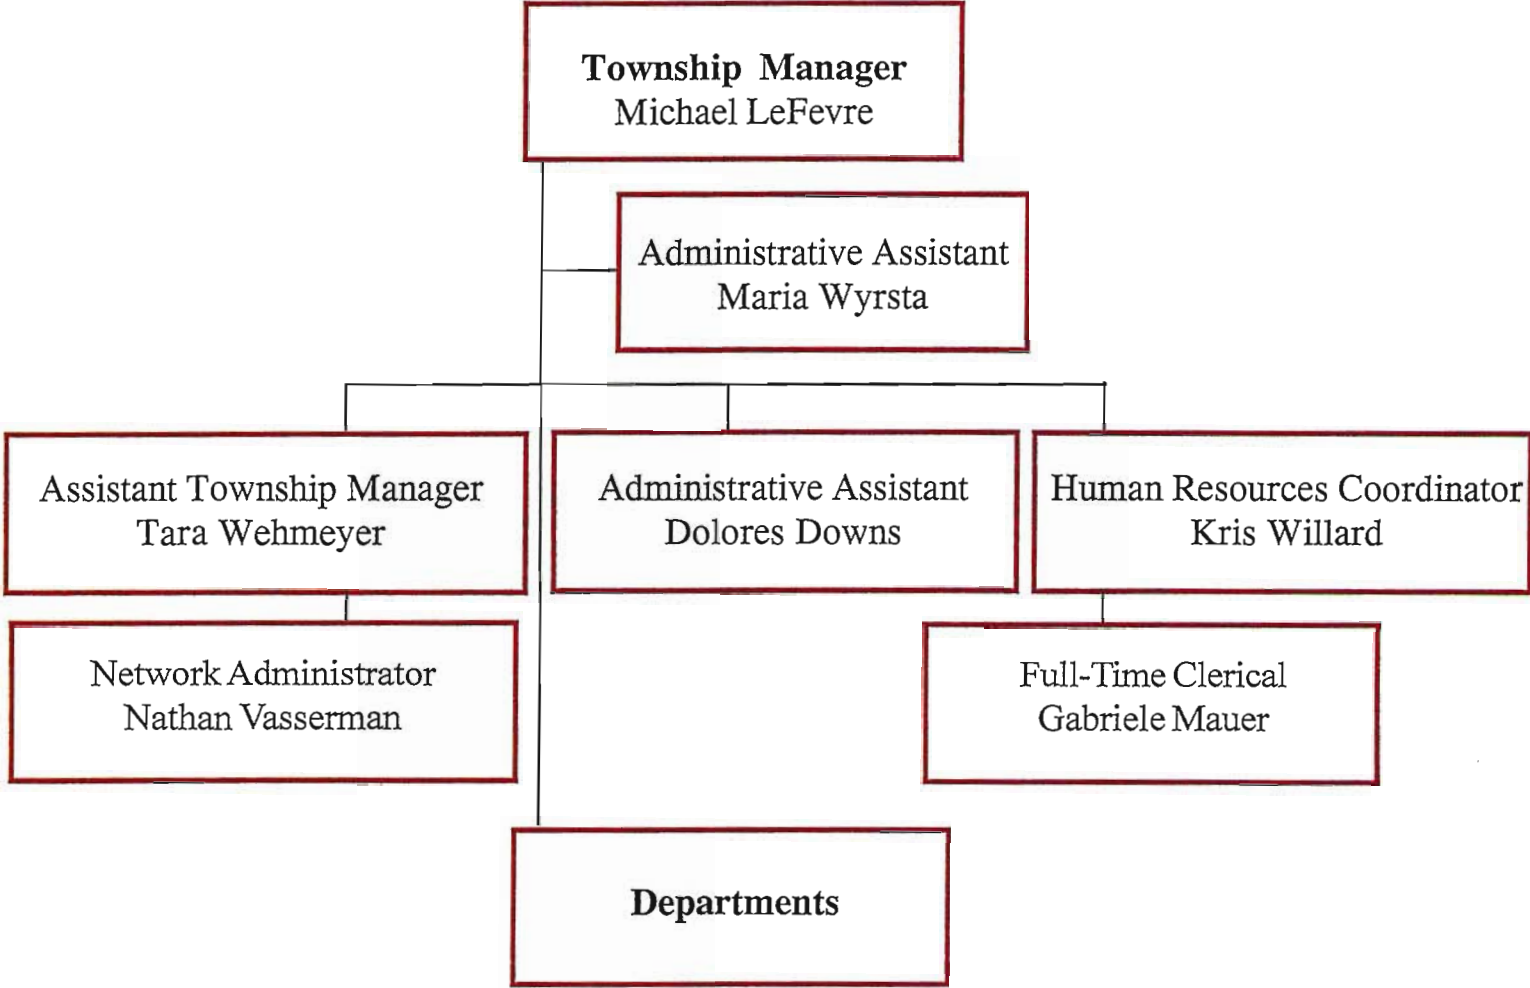 Township Manager
Michael LeFevre
Administrative Assistant
Maria Wyrsta
Assistant Township Manager
Tara Wehmeyer
Administrative Assistant
Dolores Downs
Human Resources Coordinator
Kris Willard
Network Administrator
Nathan Vasserman
Full-Time Clerical
Gabriele Mauer
Departments